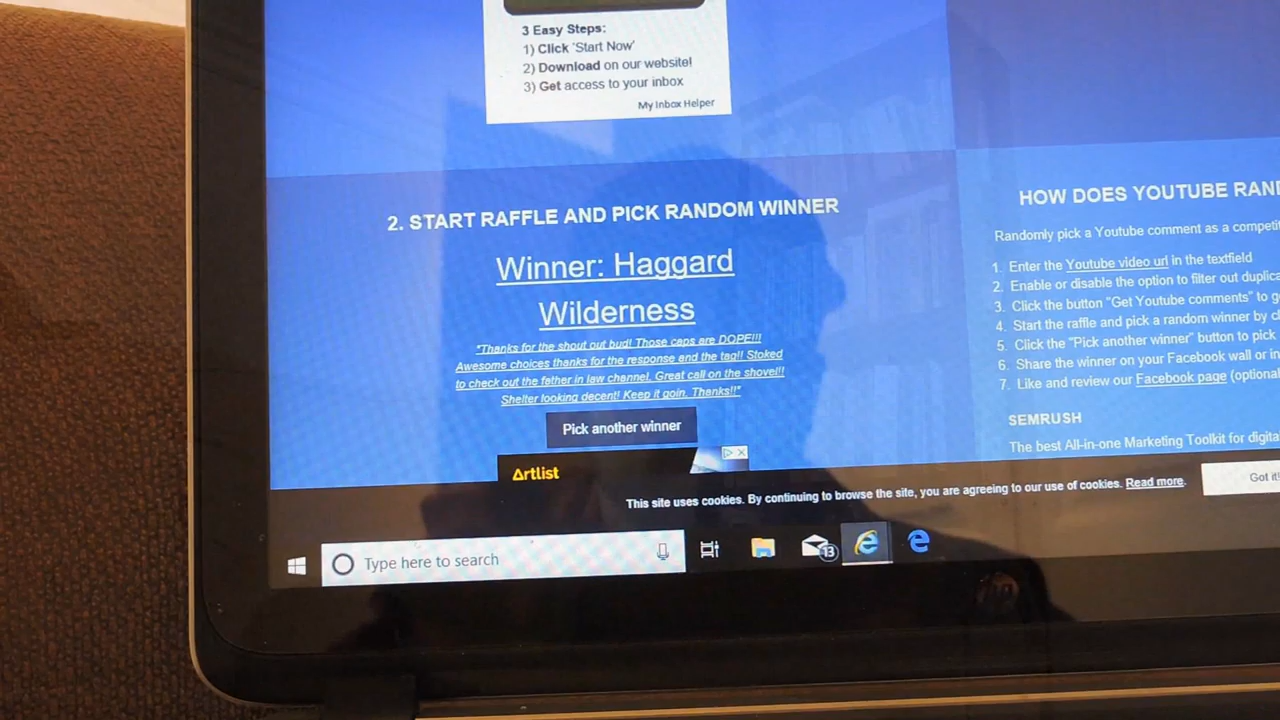 3 Easy Steps:
1) Click 'Start Now'
2) Download on our website!
3) Get access to your inbox
My Inbox Helper
2. START RAFFLE AND PICK RANDOM WINNER
Winner: Haggard
Wilderness
"Thanks for the shout out bud! Those caps are DOPE!!!
Awesome choices thanks for the response and the tag!! Stoked
to check out the father in law channel. Great call on the shovel!!
Shelter looking decent! Keep it goin. Thanks!!"
Pick another winner
Artlist
HOW DOES YOUTUBE
Randomly pick a Youtube comment as a
1. Enter the Youtube video url in the textfield
2. Enable or disable the option to filter out
3. Click the button "Get Youtube comments" to
4. Start the raffle and pick a random winner by
5. Click the "Pick another winner" button to pick
6. Share the winner on your Facebook wall or in
7. Like and review our Facebook page (optional
SEMRUSH
The best All-in-one Marketing Toolkit for
This site uses cookies. By continuing to browse the site, you are agreeing to our use of cookies. Read more.
Got it!
Type here to search
13
hp